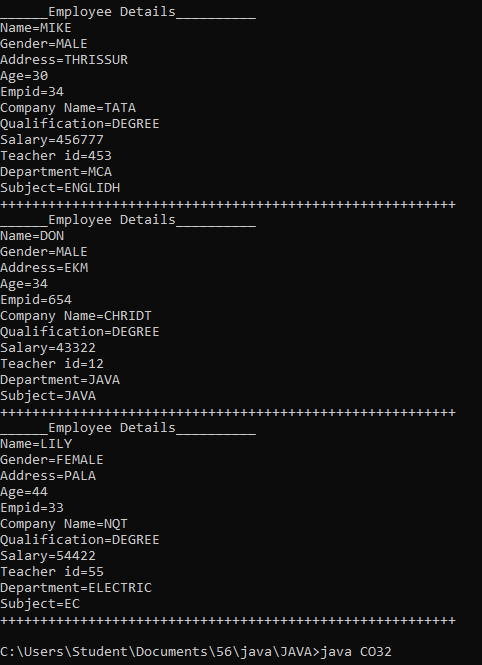 ______Employee Details__________
Name=MIKE
Gender=MALE
Address=THRISSUR
Age=30
Empid=34
Company Name=TATA
Qualification=DEGREE
Salary=456777
Teacher id=453
Department=MCA
Subject=ENGLIDH
+++++++++++++++++++++++++++++++++++++++++++++++++++++++++
______Employee Details__________
Name=DON
Gender=MALE
Address=EKM
Age=34
Empid=654
Company Name=CHRIDT
Qualification=DEGREE
Salary=43322
Teacher id=12
Department=JAVA
Subject=JAVA
+++++++++++++++++++++++++++++++++++++++++++++++++++++++++
______Employee Details__________
Name=LILY
Gender=FEMALE
Address=PALA
Age=44
Empid=33
Company Name=NQT
Qualification=DEGREE
Salary=54422
Teacher id=55
Department=ELECTRIC
Subject=EC
+++++++++++++++++++++++++++++++++++++++++++++++++++++++++
C:\Users\Student\Documents\56\java\JAVA>java CO32